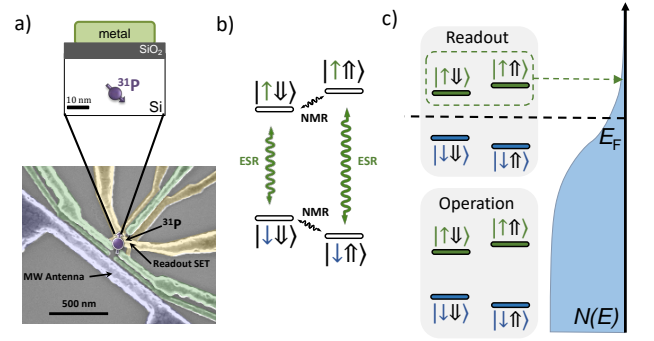 a)
metal
SiO₂
³¹P
10 nm
Si
³¹P
Readout SET
MW Antenna
500 nm
b)
|↑⇓⟩
|↑⇑⟩
NMR
ESR
ESR
NMR
|↓⇓⟩
|↓⇑⟩
c)
Readout
|↑⇓⟩ |↑⇑⟩
E_F
|↓⇓⟩ |↓⇑⟩
Operation
|↑⇓⟩ |↑⇑⟩
|↓⇓⟩ |↓⇑⟩
N(E)